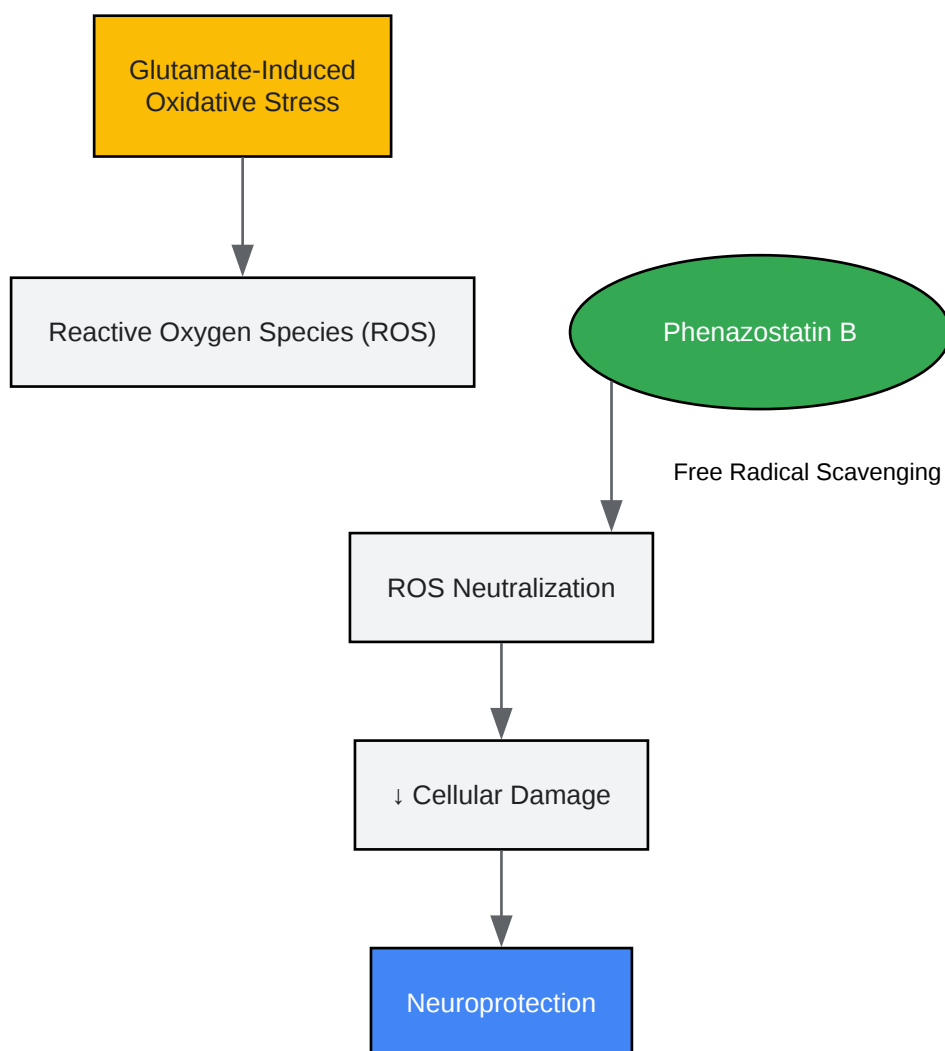 Glutamate-Induced
Oxidative Stress
Reactive Oxygen Species (ROS)
Phenazostatin B
Free Radical Scavenging
ROS Neutralization
↓ Cellular Damage
Neuroprotection